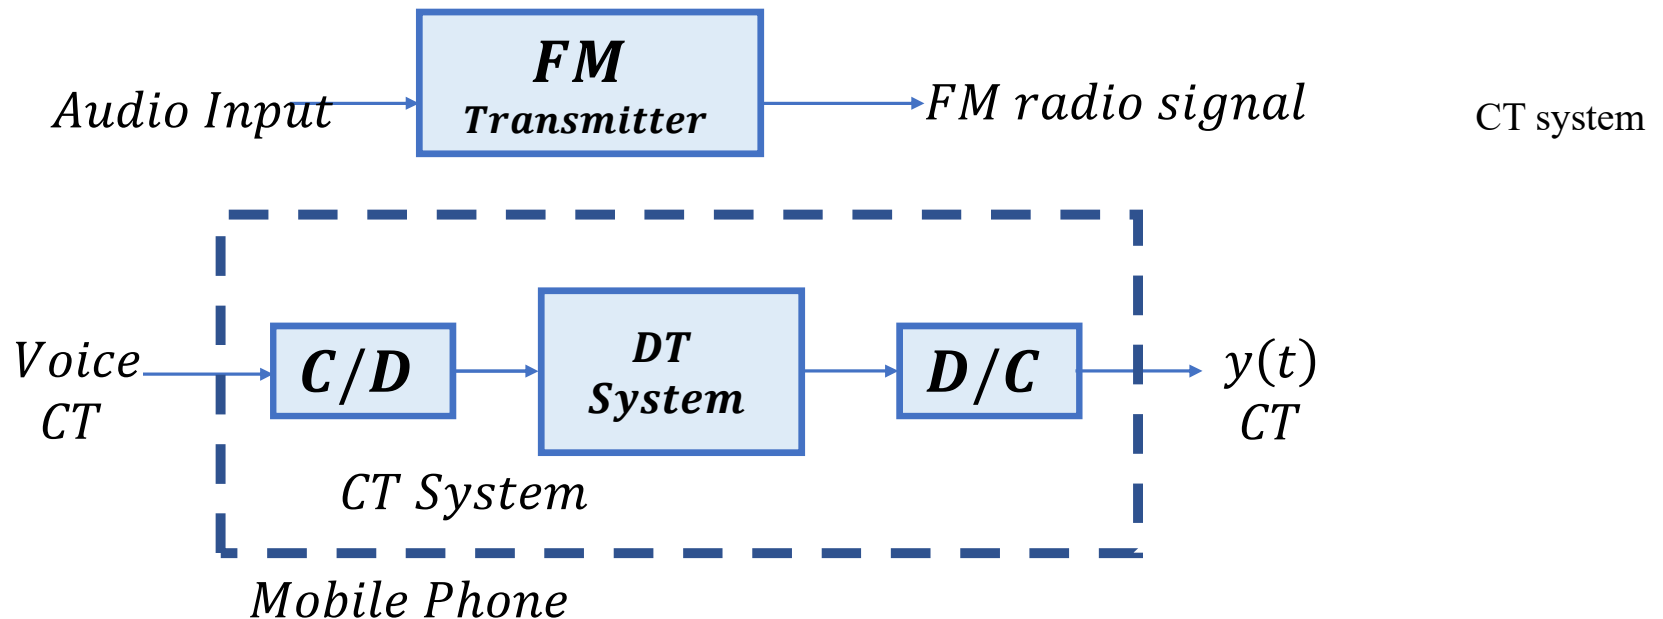 FM
Transmitter
Audio Input
FM radio signal
CT system
Voice
CT
C/D
DT
System
D/C
y(t)
CT
CT System
Mobile Phone